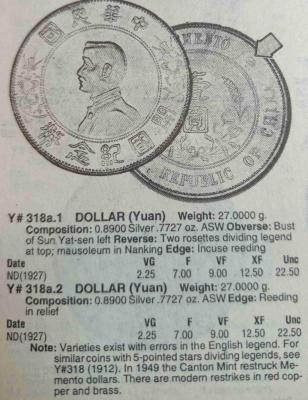 中華民國
MEMENTO
開國紀念幣
REPUBLIC OF CHINA
Y# 318a.1 DOLLAR (Yuan) Weight: 27.0000 g.
Composition: 0.8900 Silver .7727 oz. ASW Obverse: Bust
of Sun Yat-sen left Reverse: Two rosettes dividing legend
at top; mausoleum in Nanking Edge: Incuse reeding
Date VG F VF XF Unc
ND(1927) 2.25 7.00 9.00 12.50 22.50
Y# 318a.2 DOLLAR (Yuan) Weight: 27.0000 g.
Composition: 0.8900 Silver .7727 oz. ASW Edge: Reeding
in relief
Date VG F VF XF Unc
ND(1927) 2.25 7.00 9.00 12.50 22.50
Note: Varieties exist with errors in the English legend. For
similar coins with 5-pointed stars dividing legends, see
Y#318 (1912). In 1949 the Canton Mint restruck Me-
mento dollars. There are modern restrikes in red cop-
per and brass.